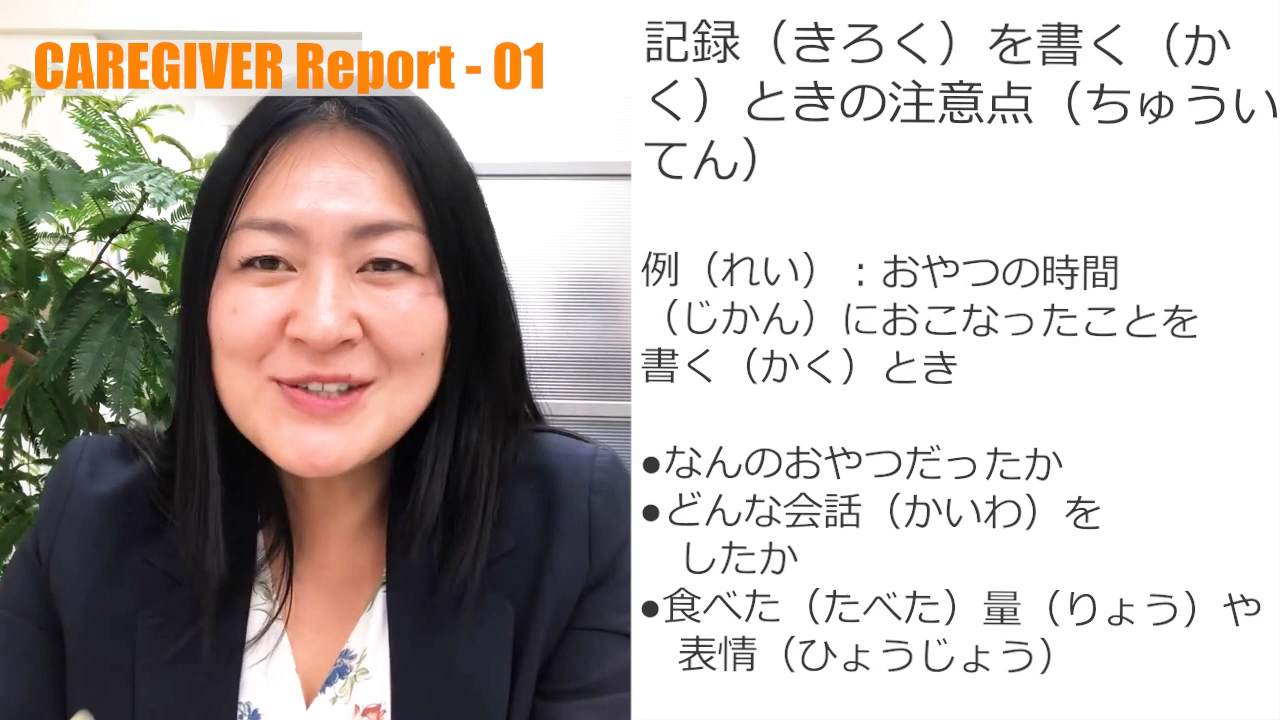 CAREGIVER Report - 01
記録（きろく）を書く（か
く）ときの注意点（ちゅうい
てん）
例（れい）：おやつの時間
（じかん）におこなったことを
書く（かく）とき
●なんのおやつだったか
●どんな会話（かいわ）を
したか
●食べた（たべた）量（りょう）や
表情（ひょうじょう）